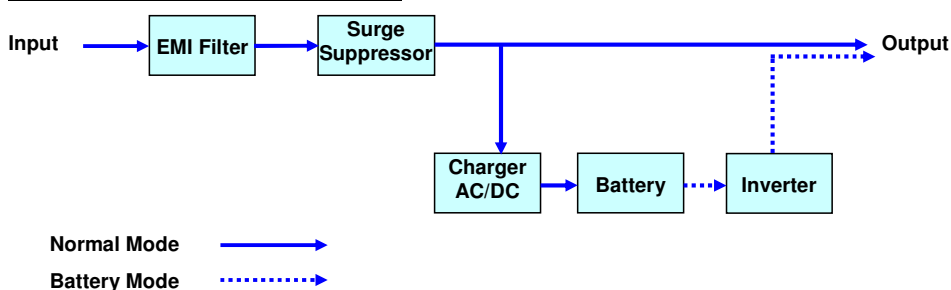 Input
EMI Filter
Surge
Suppressor
Output
Charger
AC/DC
Battery
Inverter
Normal Mode
Battery Mode